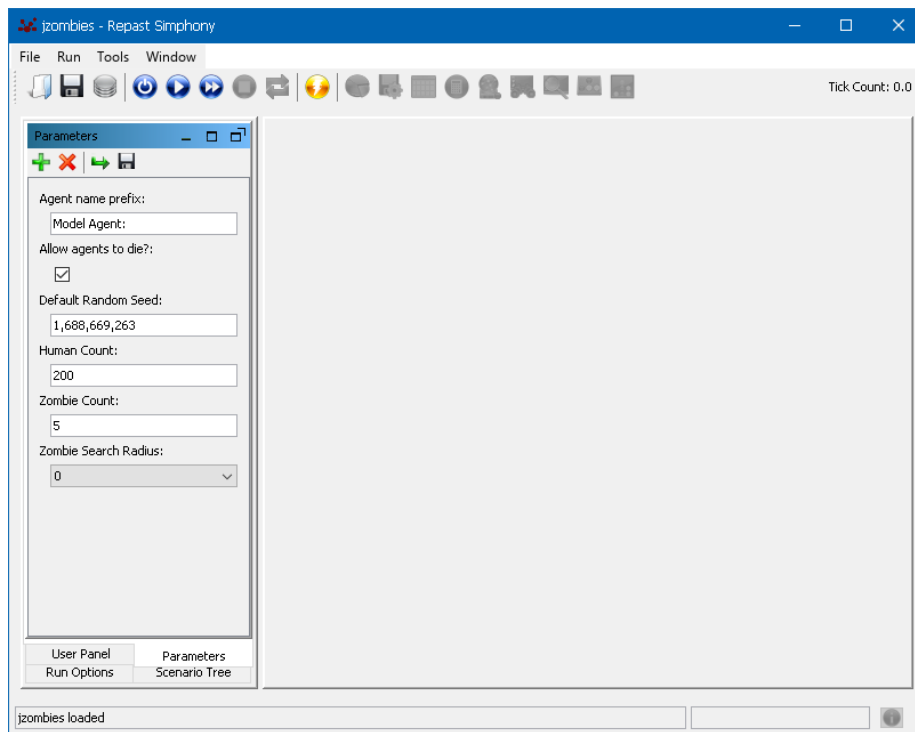 jzombies - Repast Simphony
File Run Tools Window
Tick Count: 0.0
Parameters
Agent name prefix:
Model Agent:
Allow agents to die?:
Default Random Seed:
1,688,669,263
Human Count:
200
Zombie Count:
5
Zombie Search Radius:
0
User Panel Parameters
Run Options Scenario Tree
jzombies loaded